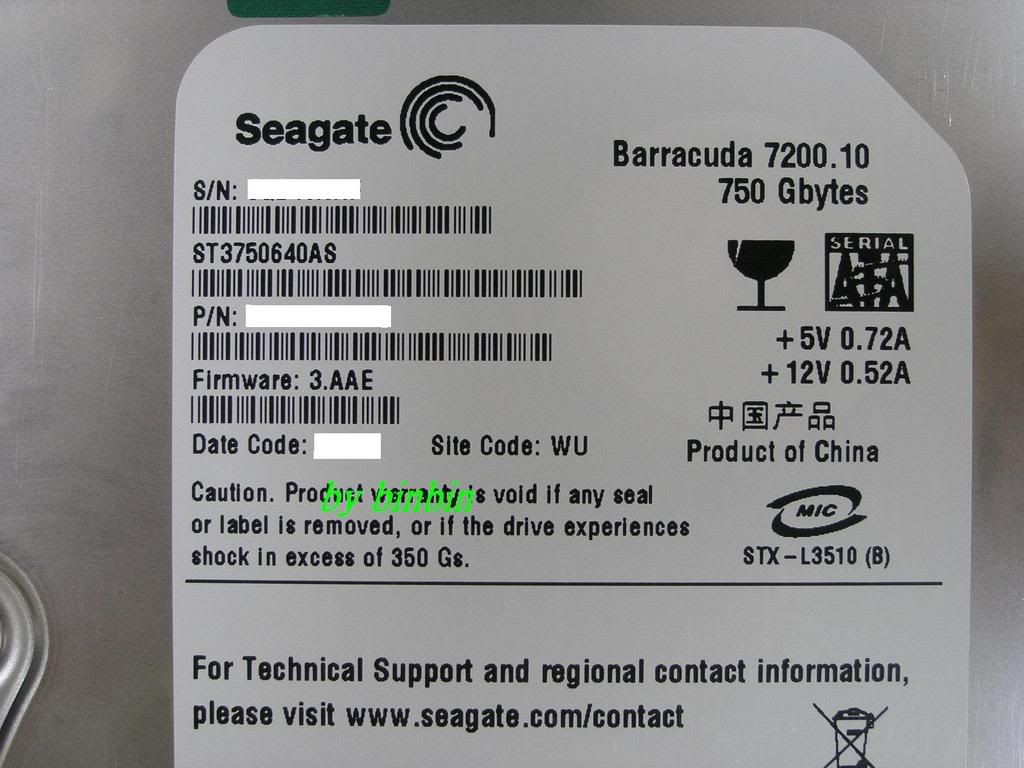 Seagate
Barracuda 7200.10
750 Gbytes
S/N:
ST3750640AS
P/N:
Firmware: 3.AAE
Date Code:
Site Code: WU
SERIAL
ATA
+5V 0.72A
+12V 0.52A
中国产品
Product of China
Caution. Product warranty is void if any seal
or label is removed, or if the drive experiences
shock in excess of 350 Gs.
by binbin
MIC
STX-L3510 (B)
For Technical Support and regional contact information,
please visit www.seagate.com/contact